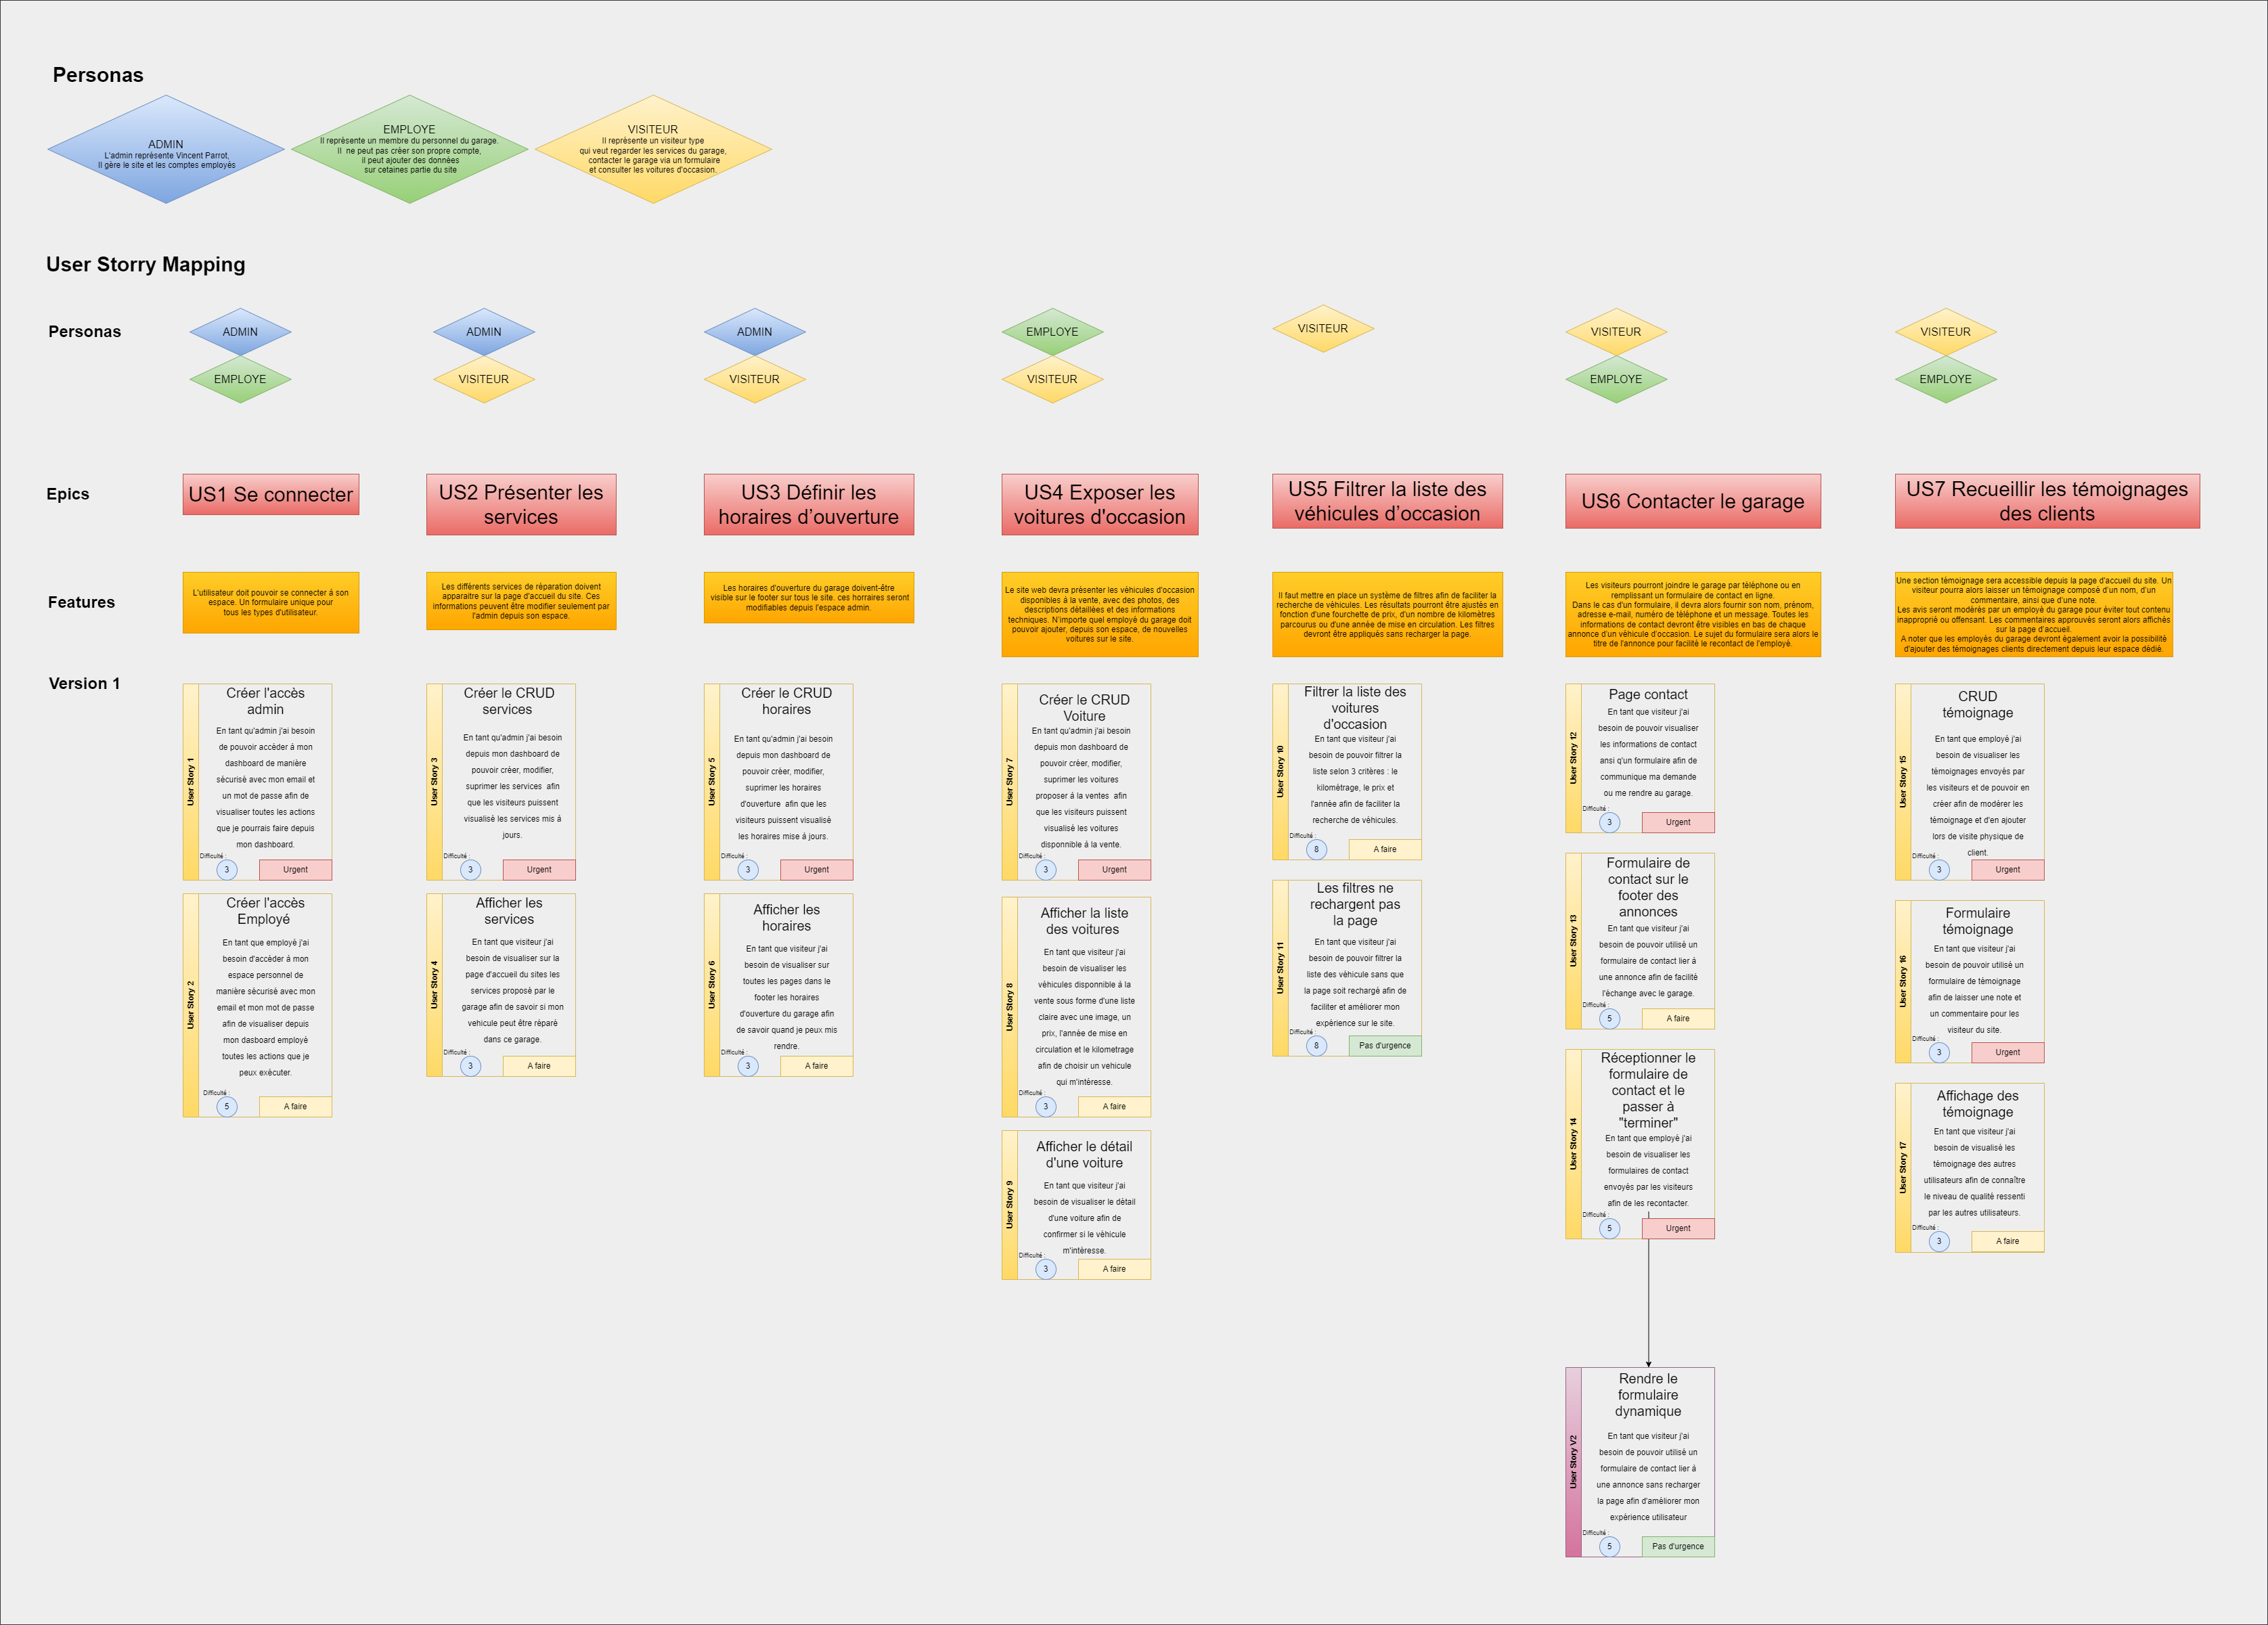 Personas
ADMIN
L'admin représente Vincent Parrot,
Il gère le site et les comptes employés
EMPLOYE
Il représente un membre du personnel du garage.
Il  ne peut pas créer son propre compte,
il peut ajouter des données
sur cetaines partie du site
VISITEUR
Il représente un visiteur type
qui veut regarder les services du garage,
contacter le garage via un formulaire
et consulter les voitures d'occasion.
User Storry Mapping
Personas
ADMIN
EMPLOYE
ADMIN
VISITEUR
ADMIN
VISITEUR
EMPLOYE
VISITEUR
VISITEUR
VISITEUR
EMPLOYE
VISITEUR
EMPLOYE
Epics
US1 Se connecter
US2 Présenter les
services
US3 Définir les
horaires d’ouverture
US4 Exposer les
voitures d'occasion
US5 Filtrer la liste des
véhicules d’occasion
US6 Contacter le garage
US7 Recueillir les témoignages
des clients
Features
L'utilisateur doit pouvoir se connecter à son
espace. Un formulaire unique pour
tous les types d'utilisateur.
Les différents services de réparation doivent
apparaitre sur la page d'accueil du site. Ces
informations peuvent être modifier seulement par
l'admin depuis son espace.
Les horaires d'ouverture du garage doivent-être
visible sur le footer sur tous le site. ces horraires seront
modifiables depuis l'espace admin.
Le site web devra présenter les véhicules d'occasion
disponibles à la vente, avec des photos, des
descriptions détaillées et des informations
techniques. N'importe quel employé du garage doit
pouvoir ajouter, depuis son espace, de nouvelles
voitures sur le site.
Il faut mettre en place un système de filtres afin de faciliter la
recherche de véhicules. Les résultats pourront être ajustés en
fonction d'une fourchette de prix, d'un nombre de kilomètres
parcourus ou d'une année de mise en circulation. Les filtres
devront être appliqués sans recharger la page.
Les visiteurs pourront joindre le garage par téléphone ou en
remplissant un formulaire de contact en ligne.
Dans le cas d'un formulaire, il devra alors fournir son nom, prénom,
adresse e-mail, numéro de téléphone et un message. Toutes les
informations de contact devront être visibles en bas de chaque
annonce d'un véhicule d’occasion. Le sujet du formulaire sera alors le
titre de l'annonce pour facilité le recontact de l'employé.
Une section témoignage sera accessible depuis la page d'accueil du site. Un
visiteur pourra alors laisser un témoignage composé d’un nom, d’un
commentaire, ainsi que d’une note.
Les avis seront modérés par un employé du garage pour éviter tout contenu
inapproprié ou offensant. Les commentaires approuvés seront alors affichés
sur la page d’accueil.
A noter que les employés du garage devront également avoir la possibilité
d'ajouter des témoignages clients directement depuis leur espace dédié.
Version 1
User Story 1
Créer l'accès
admin
En tant qu'admin j'ai besoin
de pouvoir accéder à mon
dashboard de manière
sécurisé avec mon email et
un mot de passe afin de
visualiser toutes les actions
que je pourrais faire depuis
mon dashboard.
Difficulté :
3
Urgent
User Story 2
Créer l'accès
Employé
En tant que employé j'ai
besoin d'accéder à mon
espace personnel de
manière sécurisé avec mon
email et mon mot de passe
afin de visualiser depuis
mon dasboard employé
toutes les actions que je
peux exécuter.
Difficulté :
5
A faire
User Story 3
Créer le CRUD
services
En tant qu'admin j'ai besoin
depuis mon dashboard de
pouvoir créer, modifier,
suprimer les services  afin
que les visiteurs puissent
visualisé les services mis à
jours.
Difficulté :
3
Urgent
User Story 4
Afficher les
services
En tant que visiteur j'ai
besoin de visualiser sur la
page d'accueil du sites les
services proposé par le
garage afin de savoir si mon
vehicule peut être réparé
dans ce garage.
Difficulté :
3
A faire
User Story 5
Créer le CRUD
horaires
En tant qu'admin j'ai besoin
depuis mon dashboard de
pouvoir créer, modifier,
suprimer les horaires
d'ouverture  afin que les
visiteurs puissent visualisé
les horaires mise à jours.
Difficulté :
3
Urgent
User Story 6
Afficher les
horaires
En tant que visiteur j'ai
besoin de visualiser sur
toutes les pages dans le
footer les horaires
d'ouverture du garage afin
de savoir quand je peux mis
rendre.
Difficulté :
3
A faire
User Story 7
Créer le CRUD
Voiture
En tant qu'admin j'ai besoin
depuis mon dashboard de
pouvoir créer, modifier,
suprimer les voitures
proposer à la ventes  afin
que les visiteurs puissent
visualisé les voitures
disponnible à la vente.
Difficulté :
3
Urgent
User Story 8
Afficher la liste
des voitures
En tant que visiteur j'ai
besoin de visualiser les
véhicules disponnible à la
vente sous forme d'une liste
claire avec une image, un
prix, l'année de mise en
circulation et le kilometrage
afin de choisir un vehicule
qui m'intéresse.
Difficulté :
3
A faire
User Story 9
Afficher le détail
d'une voiture
En tant que visiteur j'ai
besoin de visualiser le détail
d'une voiture afin de
confirmer si le véhicule
m'intéresse.
Difficulté :
3
A faire
User Story 10
Filtrer la liste des
voitures
d'occasion
En tant que visiteur j'ai
besoin de pouvoir filtrer la
liste selon 3 critères : le
kilométrage, le prix et
l'année afin de faciliter la
recherche de véhicules.
Difficulté :
8
A faire
User Story 11
Les filtres ne
rechargent pas
la page
En tant que visiteur j'ai
besoin de pouvoir filtrer la
liste des véhicule sans que
la page soit rechargé afin de
faciliter et améliorer mon
expérience sur le site.
Difficulté :
8
Pas d'urgence
User Story 12
Page contact
En tant que visiteur j'ai
besoin de pouvoir visualiser
les informations de contact
ansi q'un formulaire afin de
communique ma demande
ou me rendre au garage.
Difficulté :
3
Urgent
User Story 13
Formulaire de
contact sur le
footer des
annonces
En tant que visiteur j'ai
besoin de pouvoir utilisé un
formulaire de contact lier à
une annonce afin de facilité
l'échange avec le garage.
Difficulté :
5
A faire
User Story 14
Réceptionner le
formulaire de
contact et le
passer à
"terminer"
En tant que employé j'ai
besoin de visualiser les
formulaires de contact
envoyés par les visiteurs
afin de les recontacter.
Difficulté :
5
Urgent
User Story V2
Rendre le
formulaire
dynamique
En tant que visiteur j'ai
besoin de pouvoir utilisé un
formulaire de contact lier à
une annonce sans recharger
la page afin d'améliorer mon
expérience utilisateur
Difficulté :
5
Pas d'urgence
User Story 15
CRUD
témoignage
En tant que employé j'ai
besoin de visualiser les
témoignages envoyés par
les visiteurs et de pouvoir en
créer afin de modérer les
témoignage et d'en ajouter
lors de visite physique de
client.
Difficulté :
3
Urgent
User Story 16
Formulaire
témoignage
En tant que visiteur j'ai
besoin de pouvoir utilisé un
formulaire de témoignage
afin de laisser une note et
un commentaire pour les
visiteur du site.
Difficulté :
3
Urgent
User Story 17
Affichage des
témoignage
En tant que visiteur j'ai
besoin de visualisé les
témoignage des autres
utilisateurs afin de connaître
le niveau de qualité ressenti
par les autres utilisateurs.
Difficulté :
3
A faire